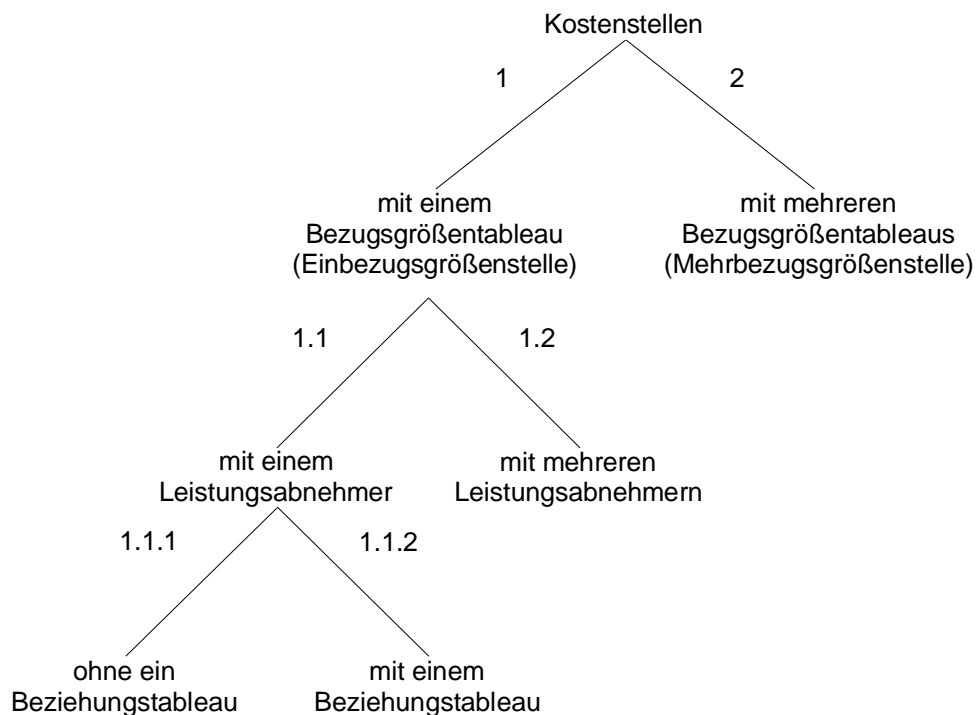 Kostenstellen
1
2
mit einem
Bezugsgrößentableau
(Einbezugsgrößenstelle)
mit mehreren
Bezugsgrößentableaus
(Mehrbezugsgrößenstelle)
1.1
1.2
mit einem
Leistungsabnehmer
mit mehreren
Leistungsabnehmern
1.1.1
1.1.2
ohne ein
Beziehungstableau
mit einem
Beziehungstableau